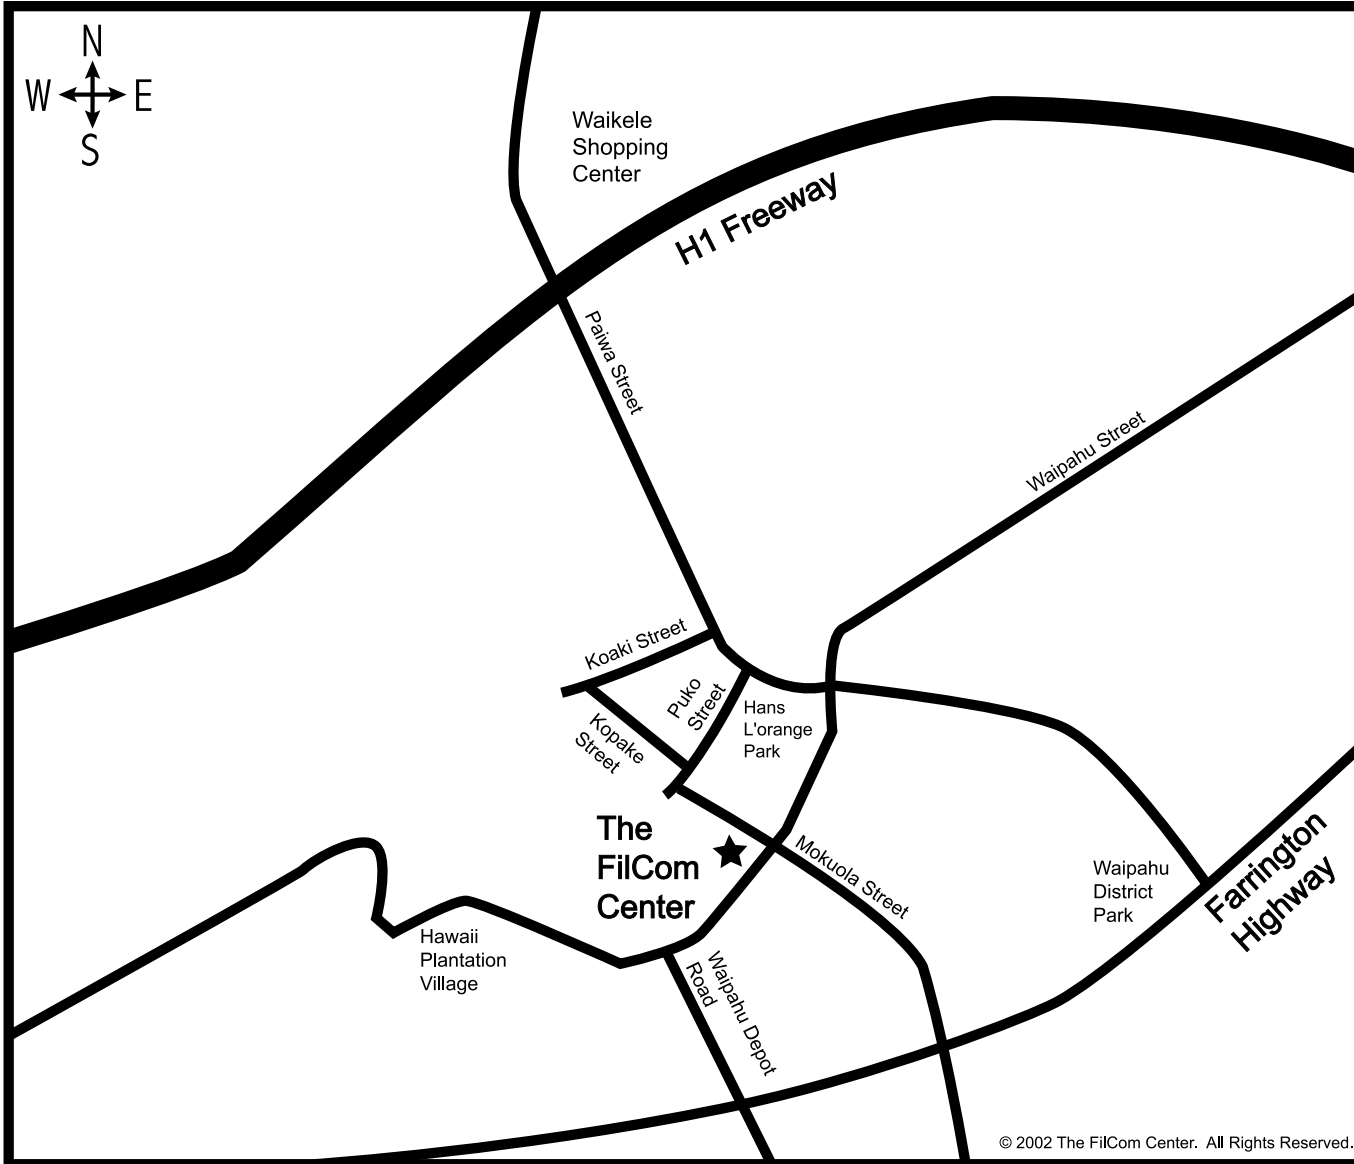 N
W E
S
Waikele
Shopping
Center
H1 Freeway
Paiwa Street
Waipahu Street
Koaki Street
Puko
Street
Kopake
Street
Hans
L'orange
Park
The
FilCom
Center
Mokuola Street
Waipahu
District
Park
Farrington
Highway
Hawaii
Plantation
Village
Waipahu Depot
Road
© 2002 The FilCom Center. All Rights Reserved.